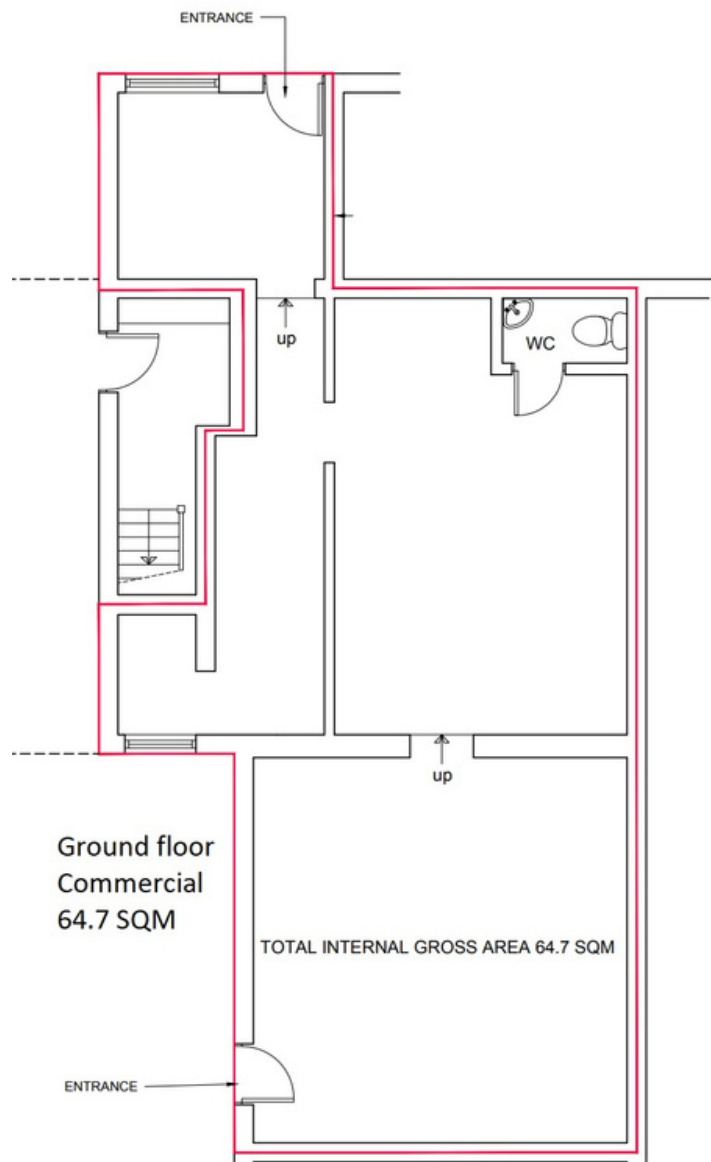 ENTRANCE
up
WC
up
Ground floor
Commercial
64.7 SQM
TOTAL INTERNAL GROSS AREA 64.7 SQM
ENTRANCE